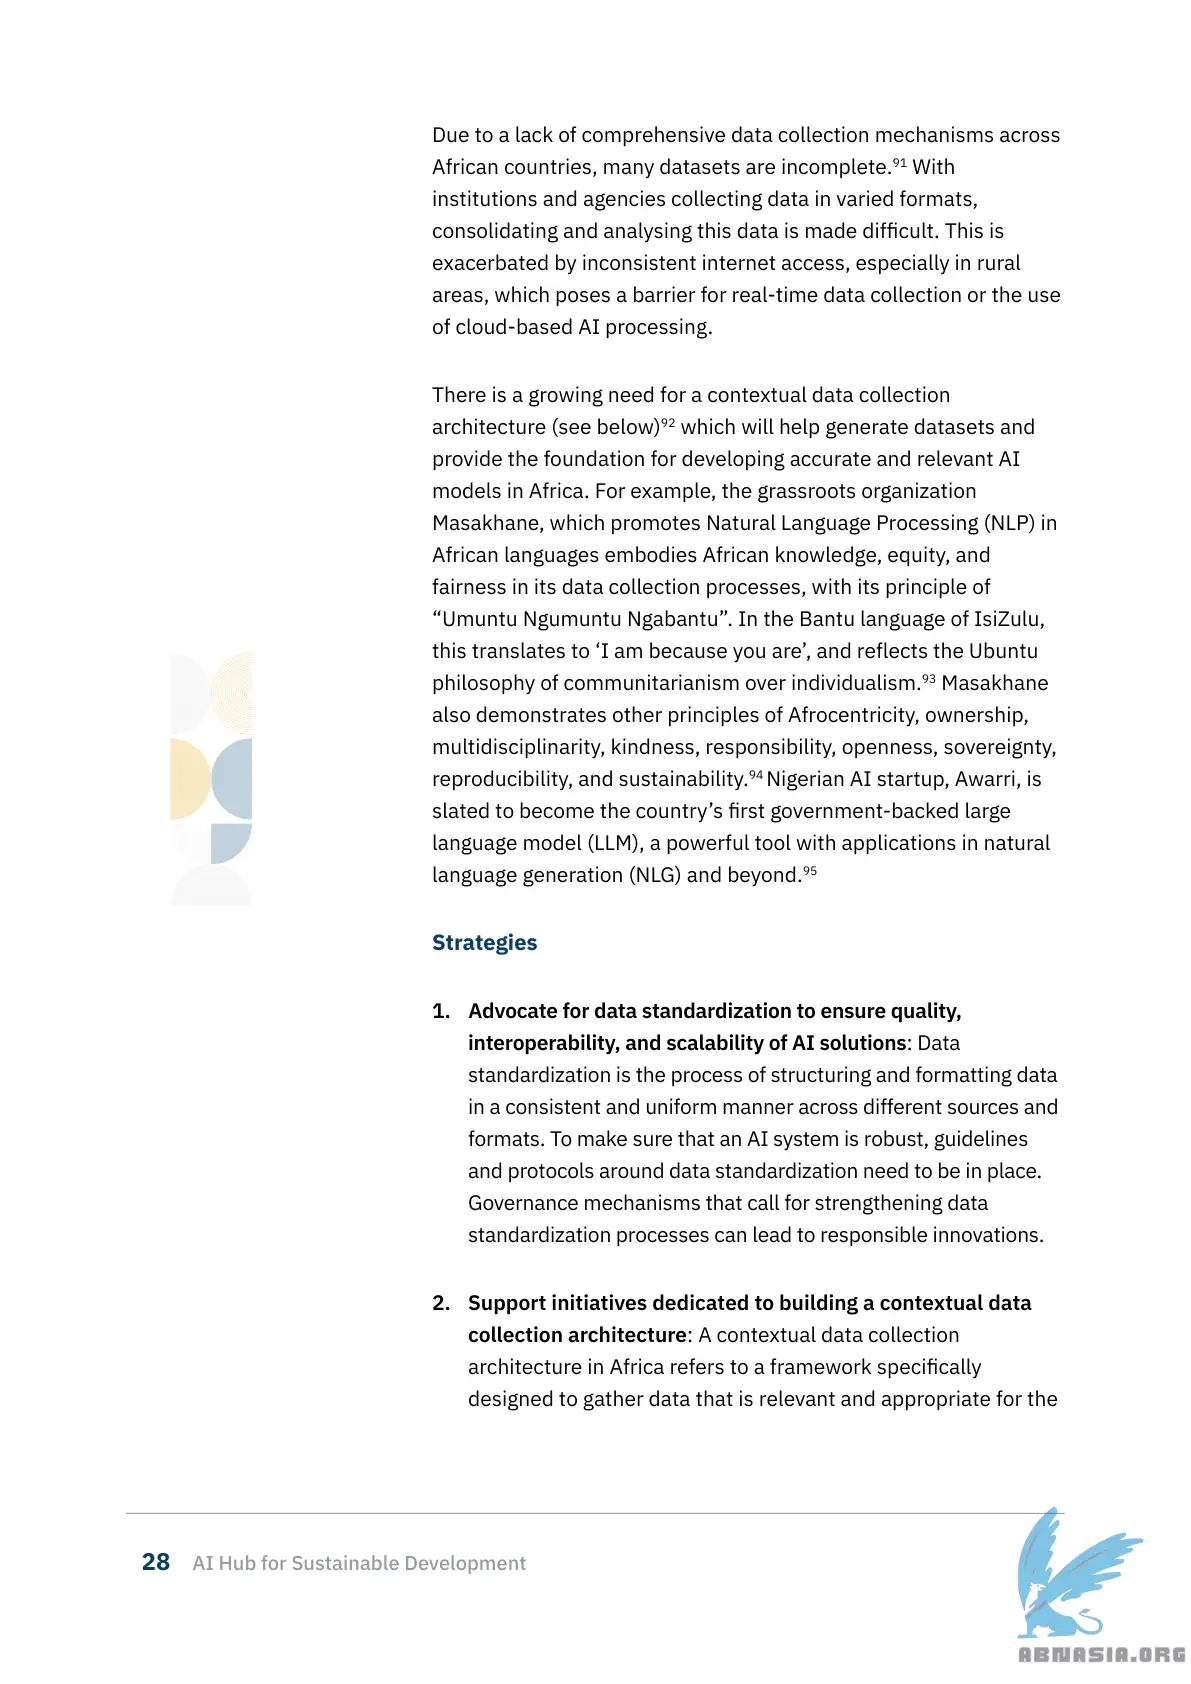 Due to a lack of comprehensive data collection mechanisms across
African countries, many datasets are incomplete.91 With
institutions and agencies collecting data in varied formats,
consolidating and analysing this data is made difficult. This is
exacerbated by inconsistent internet access, especially in rural
areas, which poses a barrier for real-time data collection or the use
of cloud-based AI processing.
There is a growing need for a contextual data collection
architecture (see below)92 which will help generate datasets and
provide the foundation for developing accurate and relevant AI
models in Africa. For example, the grassroots organization
Masakhane, which promotes Natural Language Processing (NLP) in
African languages embodies African knowledge, equity, and
fairness in its data collection processes, with its principle of
“Umuntu Ngumuntu Ngabantu”. In the Bantu language of IsiZulu,
this translates to ‘I am because you are’, and reflects the Ubuntu
philosophy of communitarianism over individualism.93 Masakhane
also demonstrates other principles of Afrocentricity, ownership,
multidisciplinarity, kindness, responsibility, openness, sovereignty,
reproducibility, and sustainability.94 Nigerian AI startup, Awarri, is
slated to become the country’s first government-backed large
language model (LLM), a powerful tool with applications in natural
language generation (NLG) and beyond.95
Strategies
1. Advocate for data standardization to ensure quality,
interoperability, and scalability of AI solutions: Data
standardization is the process of structuring and formatting data
in a consistent and uniform manner across different sources and
formats. To make sure that an AI system is robust, guidelines
and protocols around data standardization need to be in place.
Governance mechanisms that call for strengthening data
standardization processes can lead to responsible innovations.
2. Support initiatives dedicated to building a contextual data
collection architecture: A contextual data collection
architecture in Africa refers to a framework specifically
designed to gather data that is relevant and appropriate for the
28 AI Hub for Sustainable Development
ABNASIA.ORG